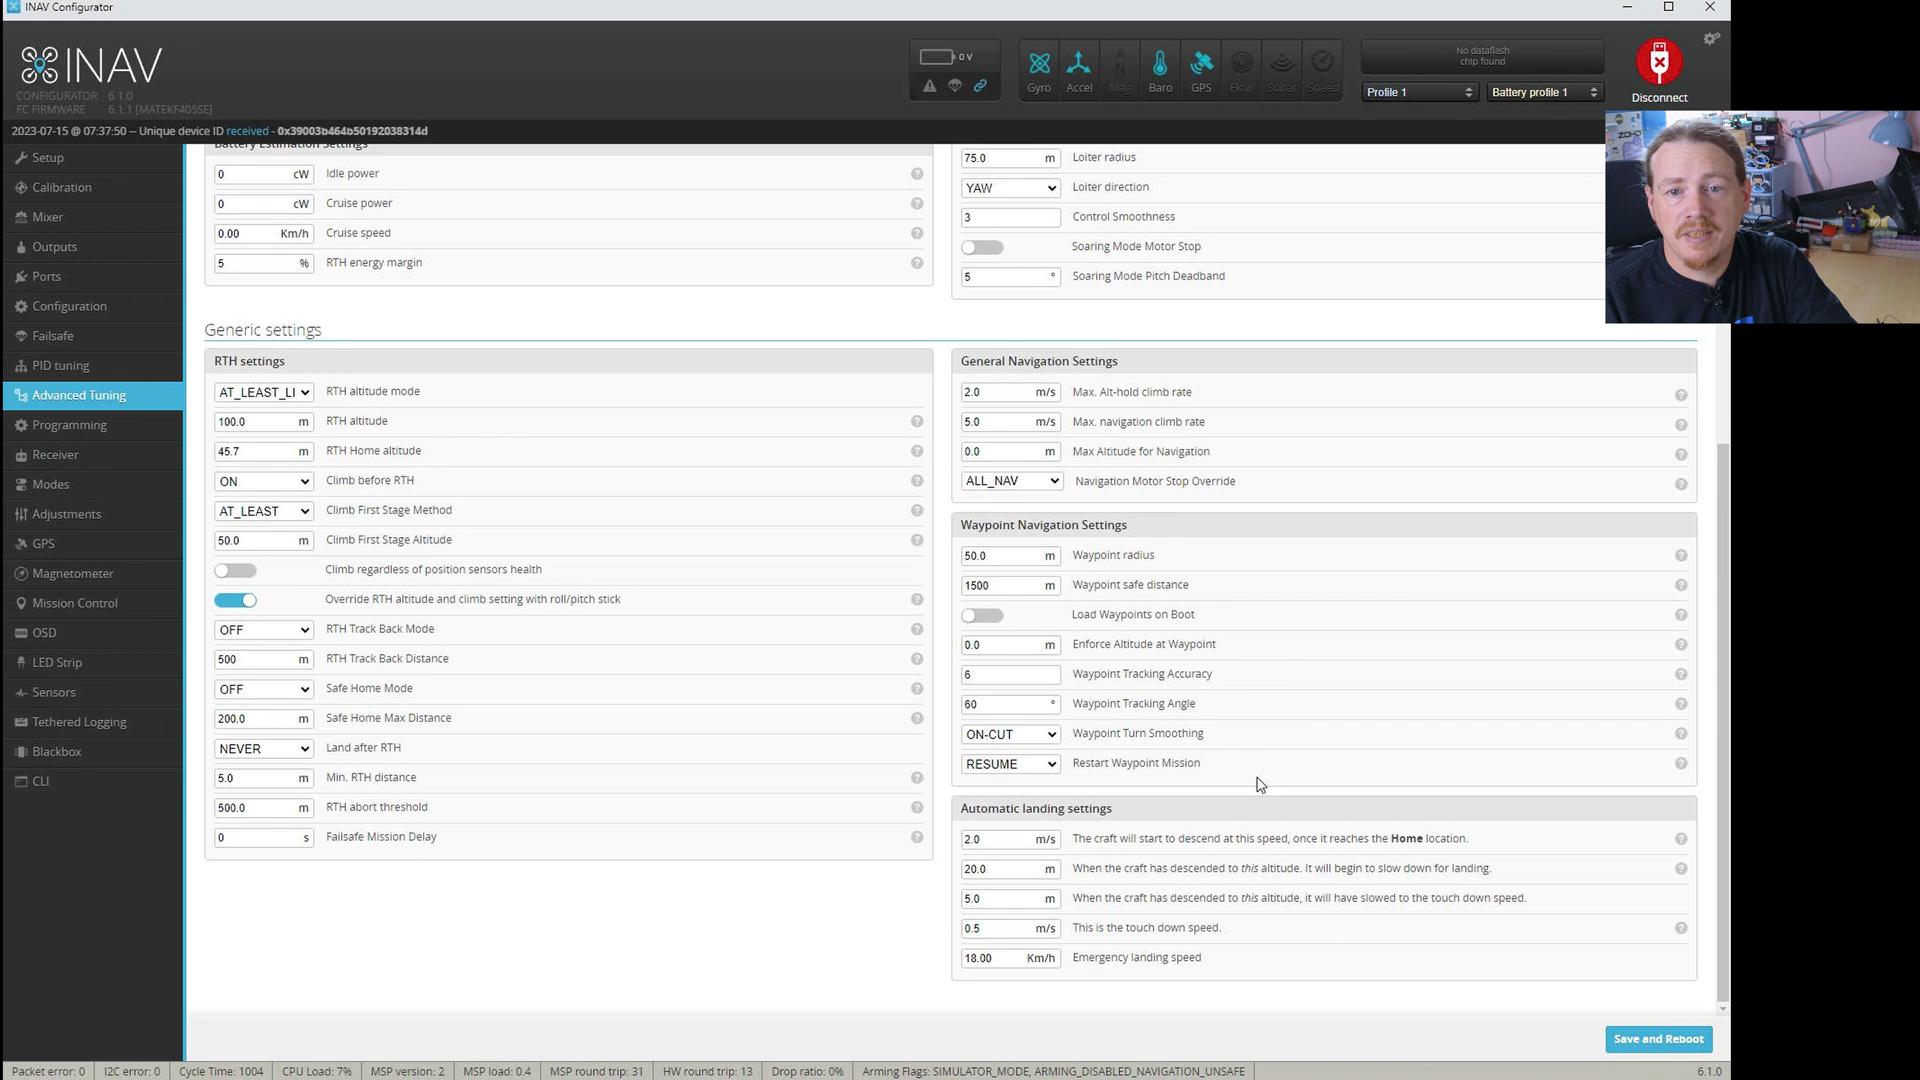 INAV Configurator
INAV
CONFIGURATOR 6.1.0
FC FIRMWARE 6.1.1 [MATEKF405SE]
0 V
Gyro
Accel
Mag
Baro
GPS
Flow
Sonar
Speed
No dataflash
chip found
Profile 1
Battery profile 1
Disconnect
2023-07-15 @ 07:37:50 -- Unique device ID received - 0x39003b464b50192038314d
Setup
Calibration
Mixer
Outputs
Ports
Configuration
Failsafe
PID tuning
Advanced Tuning
Programming
Receiver
Modes
Adjustments
GPS
Magnetometer
Mission Control
OSD
LED Strip
Sensors
Tethered Logging
Blackbox
CLI
Battery Estimation Settings
0 cW Idle power
0 cW Cruise power
0.00 Km/h Cruise speed
5 % RTH energy margin
75.0 m Loiter radius
YAW Loiter direction
3 Control Smoothness
Soaring Mode Motor Stop
5 ° Soaring Mode Pitch Deadband
Generic settings
RTH settings
AT_LEAST_LI RTH altitude mode
100.0 m RTH altitude
45.7 m RTH Home altitude
ON Climb before RTH
AT_LEAST Climb First Stage Method
50.0 m Climb First Stage Altitude
Climb regardless of position sensors health
Override RTH altitude and climb setting with roll/pitch stick
OFF RTH Track Back Mode
500 m RTH Track Back Distance
OFF Safe Home Mode
200.0 m Safe Home Max Distance
NEVER Land after RTH
5.0 m Min. RTH distance
500.0 m RTH abort threshold
0 s Failsafe Mission Delay
General Navigation Settings
2.0 m/s Max. Alt-hold climb rate
5.0 m/s Max. navigation climb rate
0.0 m Max Altitude for Navigation
ALL_NAV Navigation Motor Stop Override
Waypoint Navigation Settings
50.0 m Waypoint radius
1500 m Waypoint safe distance
Load Waypoints on Boot
0.0 m Enforce Altitude at Waypoint
6 Waypoint Tracking Accuracy
60 ° Waypoint Tracking Angle
ON-CUT Waypoint Turn Smoothing
RESUME Restart Waypoint Mission
Automatic landing settings
2.0 m/s The craft will start to descend at this speed, once it reaches the Home location.
20.0 m When the craft has descended to this altitude. It will begin to slow down for landing.
5.0 m When the craft has descended to this altitude, it will have slowed to the touch down speed.
0.5 m/s This is the touch down speed.
18.00 Km/h Emergency landing speed
Save and Reboot
Packet error: 0
I2C error: 0
Cycle Time: 1004
CPU Load: 7%
MSP version: 2
MSP load: 0.4
MSP round trip: 31
HW round trip: 13
Drop ratio: 0%
Arming Flags: SIMULATOR_MODE, ARMING_DISABLED_NAVIGATION_UNSAFE
6.1.0